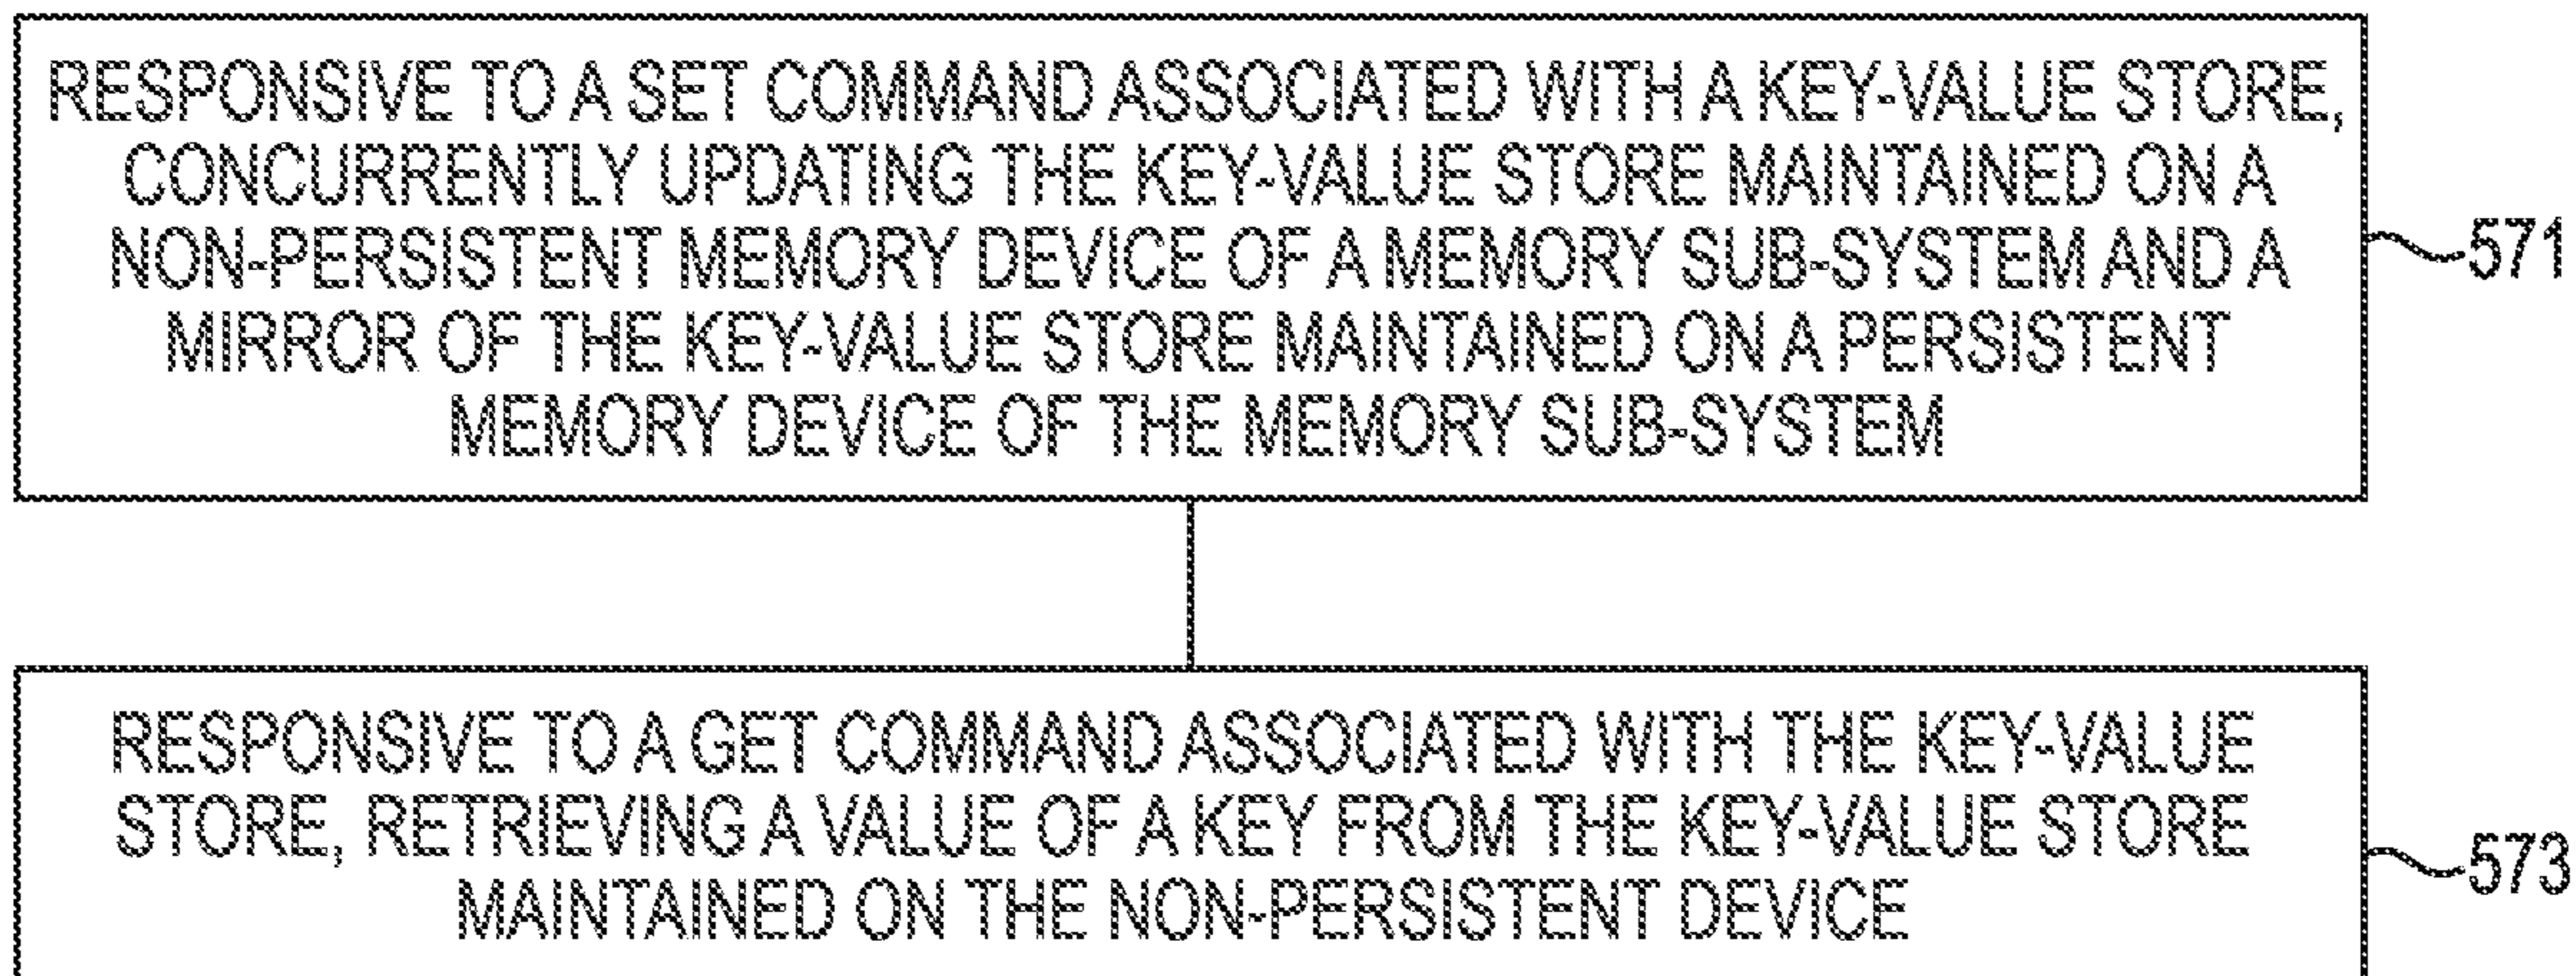 RESPONSIVE TO A SET COMMAND ASSOCIATED WITH A KEY-VALUE STORE,
CONCURRENTLY UPDATING THE KEY-VALUE STORE MAINTAINED ON A
NON-PERSISTENT MEMORY DEVICE OF A MEMORY SUB-SYSTEM AND A
MIRROR OF THE KEY-VALUE STORE MAINTAINED ON A PERSISTENT
MEMORY DEVICE OF THE MEMORY SUB-SYSTEM
571
RESPONSIVE TO A GET COMMAND ASSOCIATED WITH THE KEY-VALUE
STORE, RETRIEVING A VALUE OF A KEY FROM THE KEY-VALUE STORE
MAINTAINED ON THE NON-PERSISTENT DEVICE
573